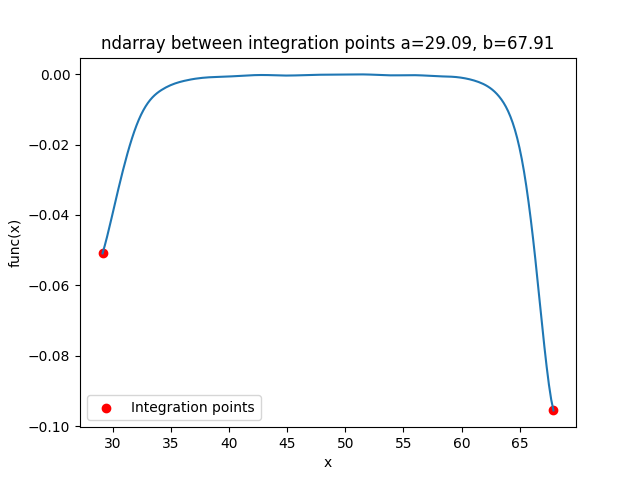 ndarray between integration points a=29.09, b=67.91
0.00
−0.02
−0.04
−0.06
−0.08
−0.10
func(x)
Integration points
30 35 40 45 50 55 60 65
x